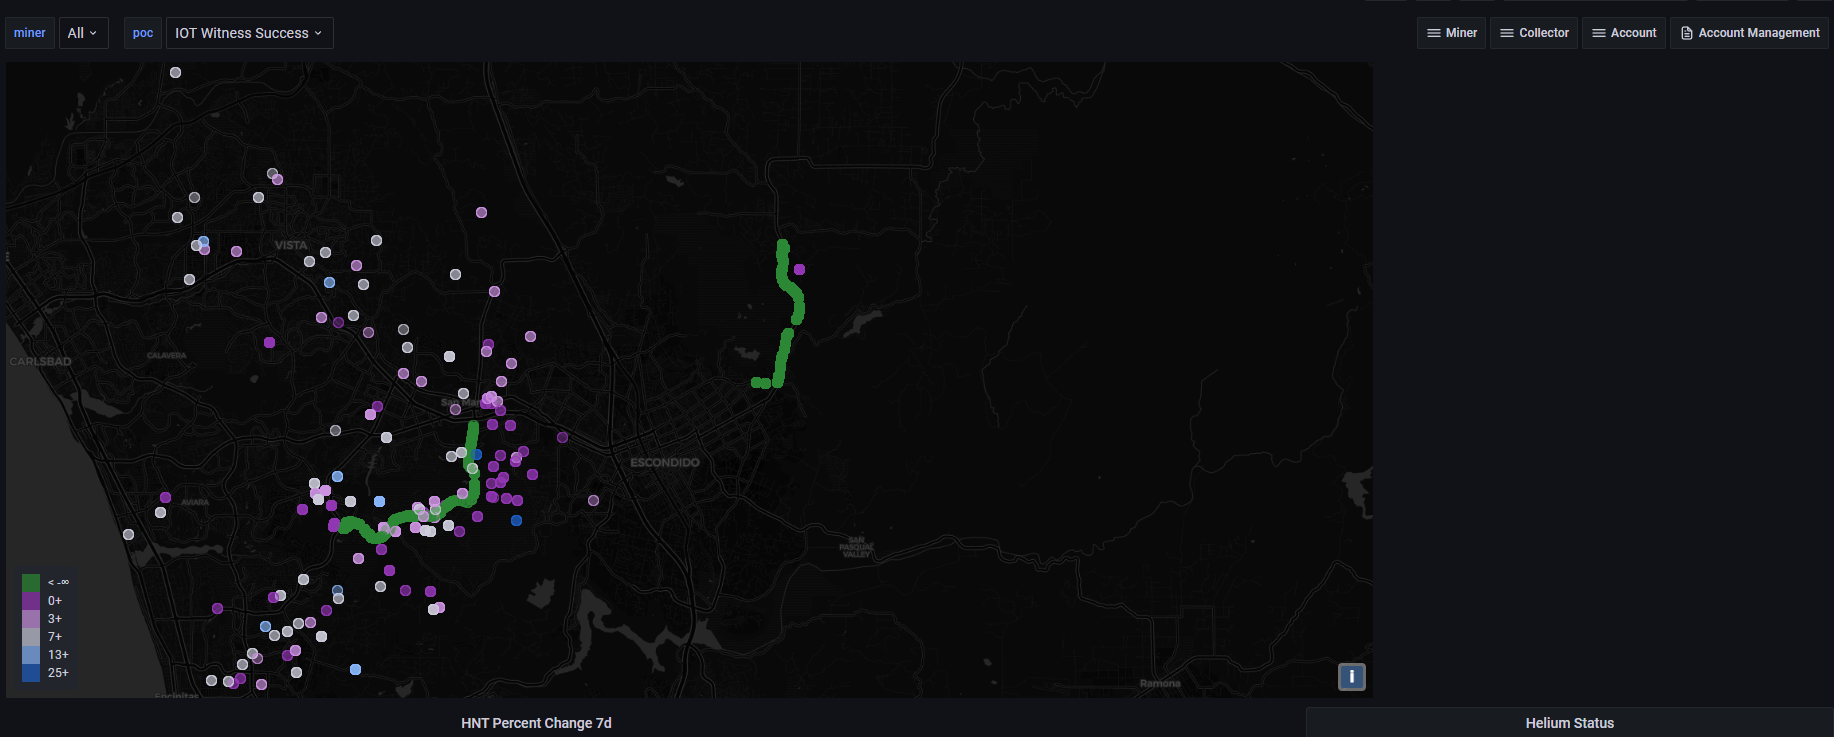 miner All poc IOT Witness Success Miner Collector Account Account Management
VISTA
CARLSBAD
CALAVERA
San Mar
ESCONDIDO
AVIARA
SAN
PASQUAL
VALLEY
< -∞
0+
3+
7+
13+
25+
i
Ramona
Encinitas
HNT Percent Change 7d Helium Status